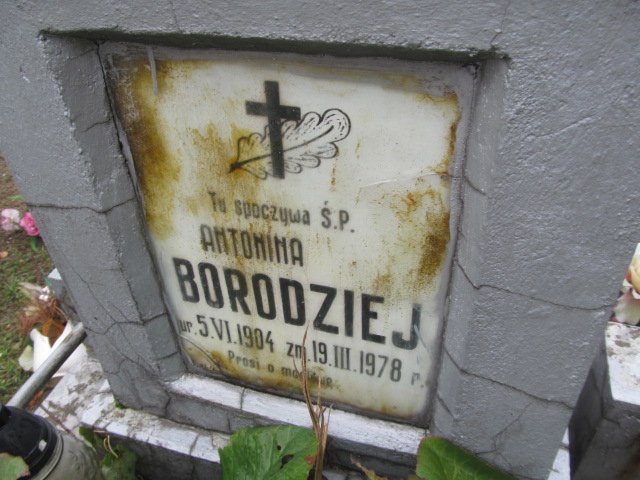 Tu spoczywa Ś.P.
ANTONINA
BORODZIEJ
ur. 5.VI.1904 zm. 19.III.1978 r.
Prosi o